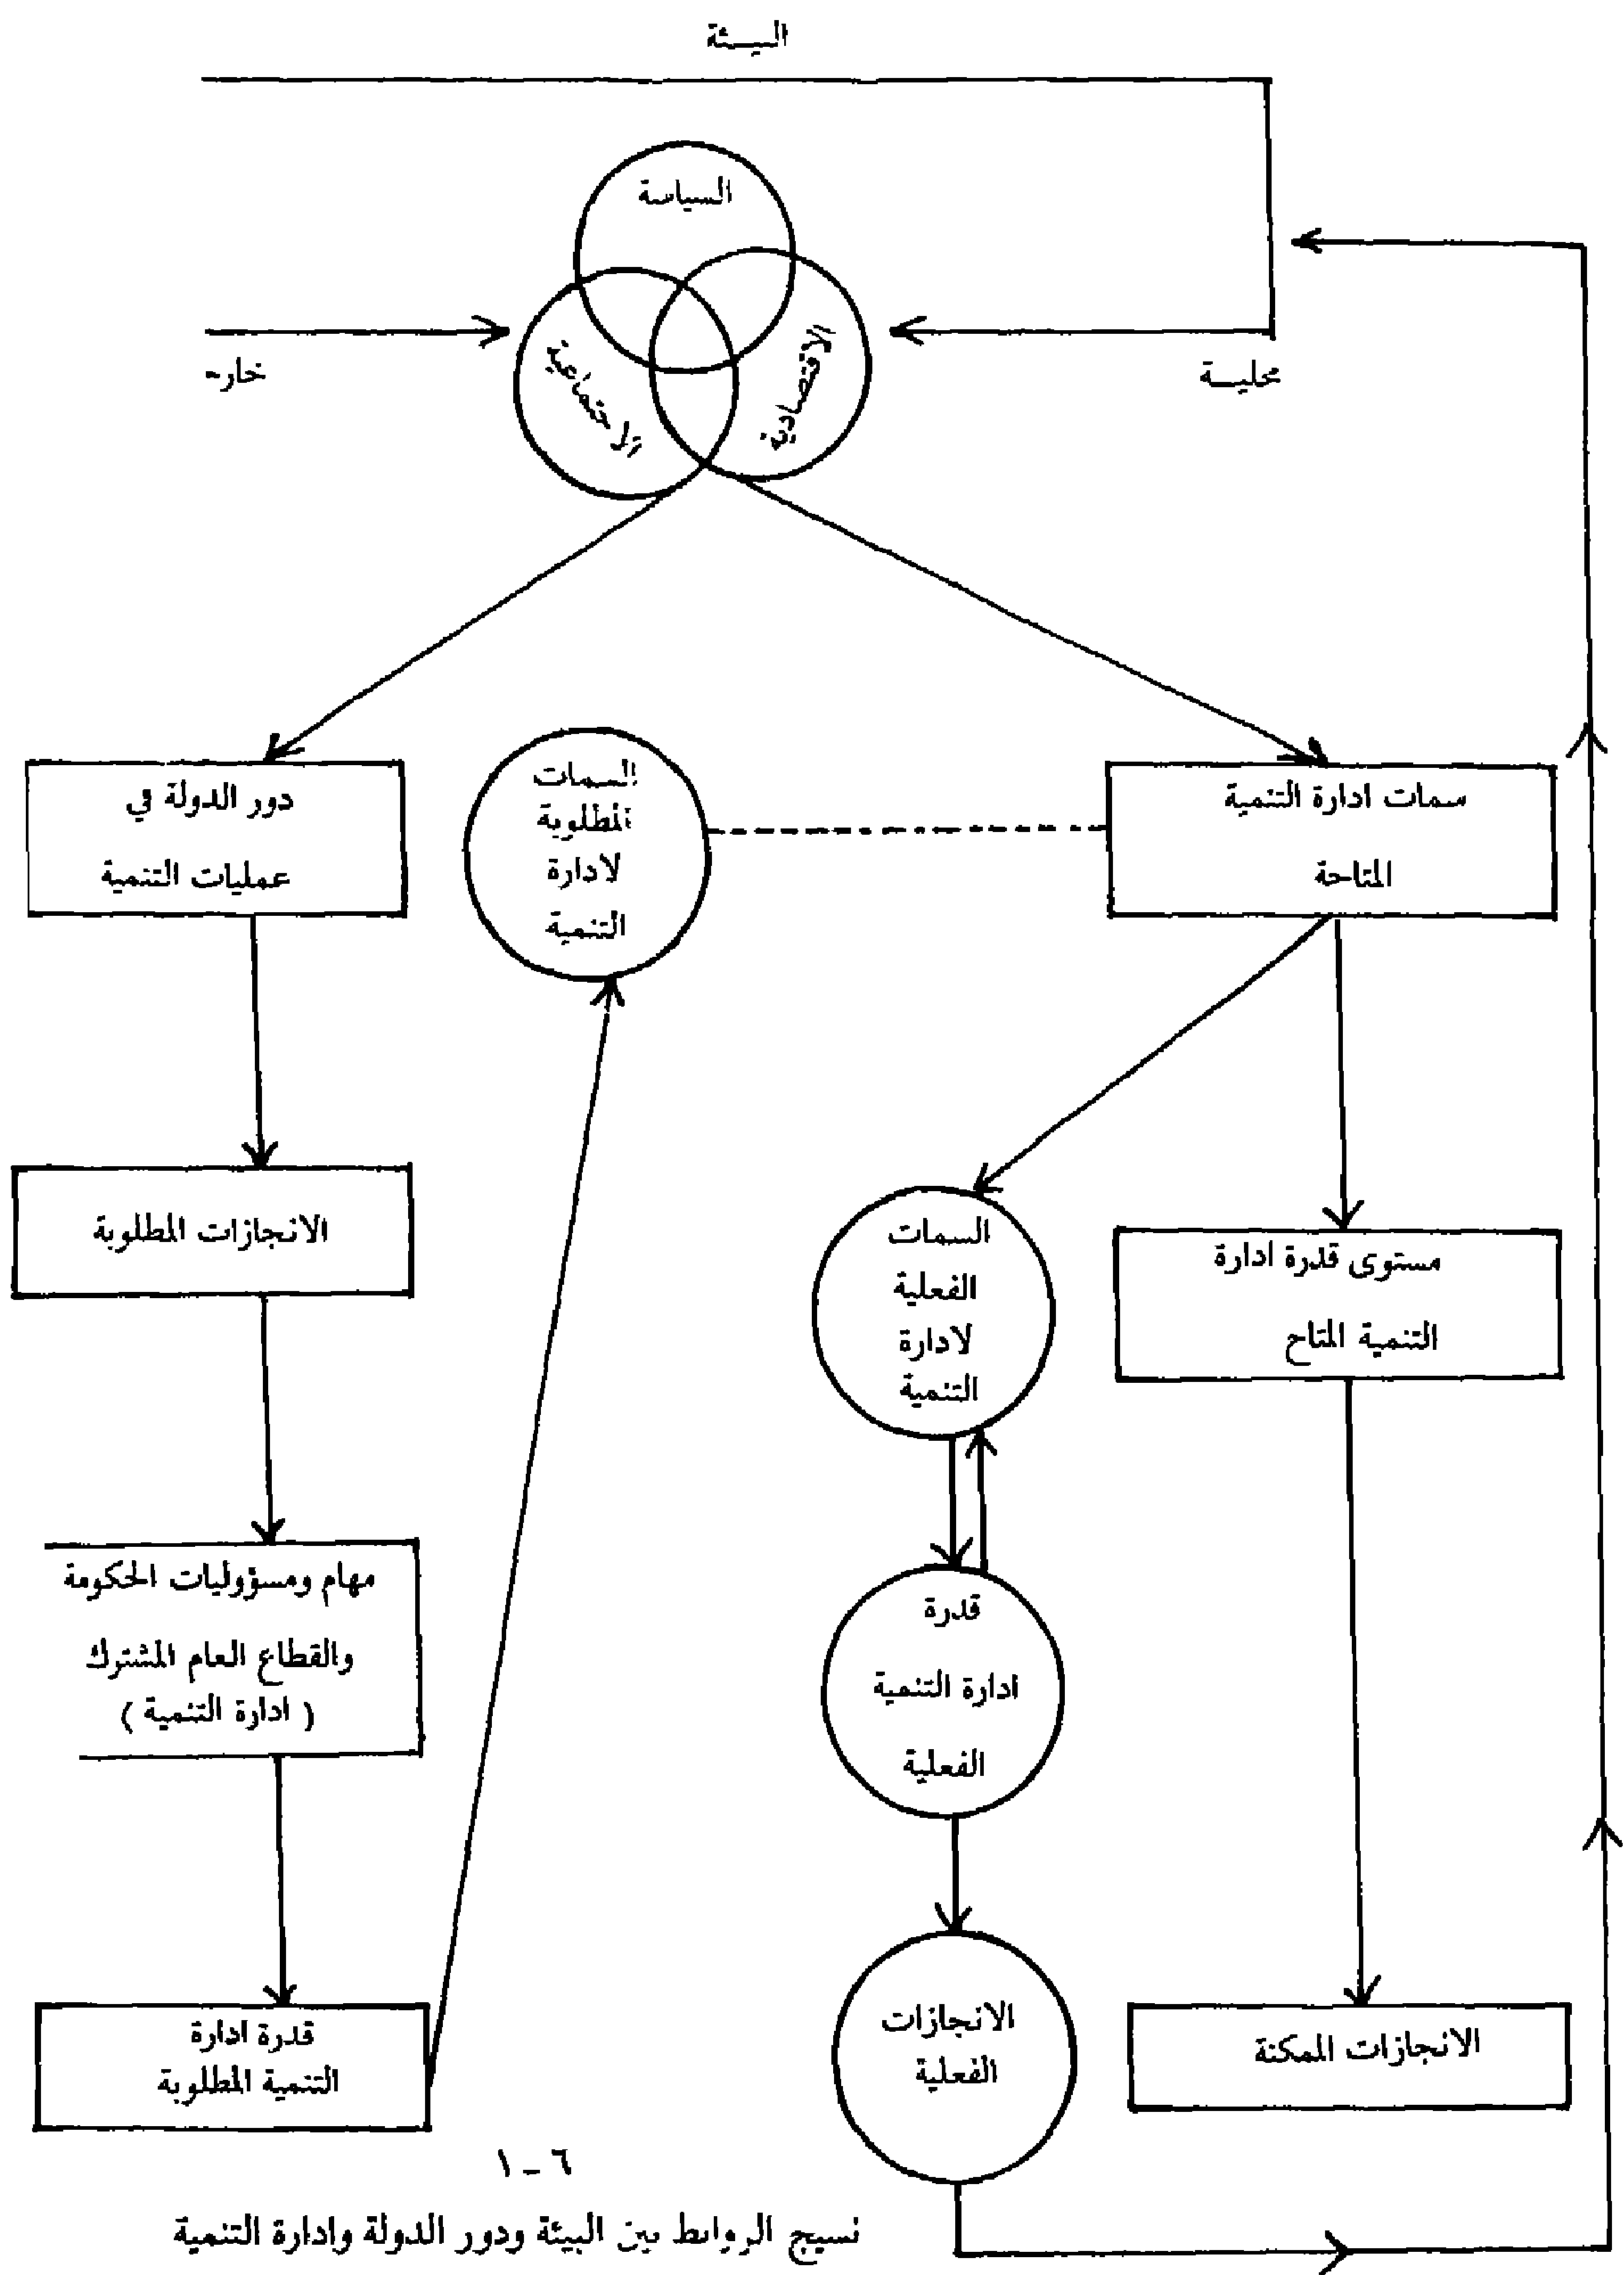 البيئة
السياسة
الاقتصادية
الاجتماعية
محلية
خار-
سمات ادارة التنمية
المتاحة
السمات
المطلوبة
لادارة
التنمية
دور الدولة في
عمليات التنمية
الانجازات المطلوبة
السمات
الفعلية
لادارة
التنمية
مستوى قدرة ادارة
التنمية المتاح
مهام ومسؤوليات الحكومة
والقطاع العام المشترك
( ادارة التنمية )
قدرة
ادارة التنمية
الفعلية
الانجازات
الفعلية
الانجازات الممكنة
قدرة ادارة
التنمية المطلوبة
٦ - ١
نسيج الروابط بين البيئة ودور الدولة وادارة التنمية